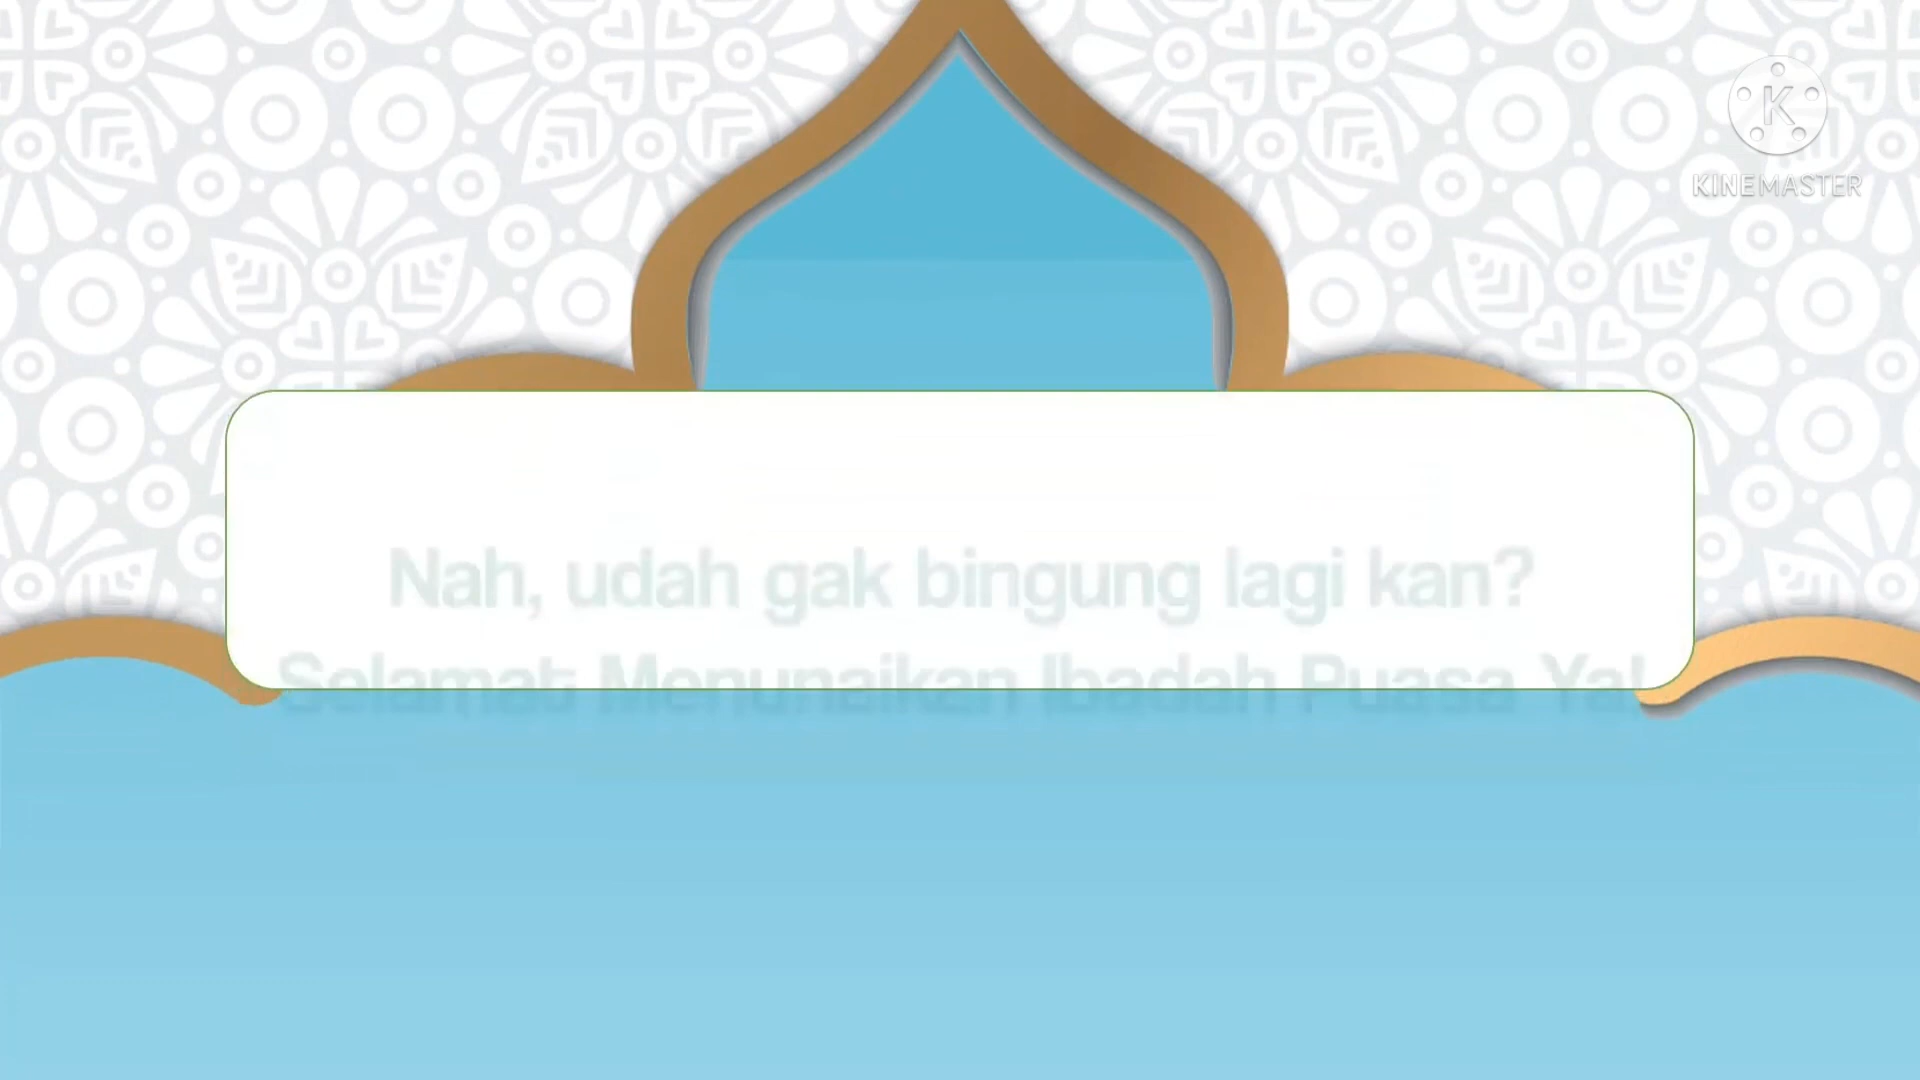 K
KINEMASTER
Nah, udah gak bingung lagi kan?
Selamat Menunaikan Ibadah Puasa Ya!